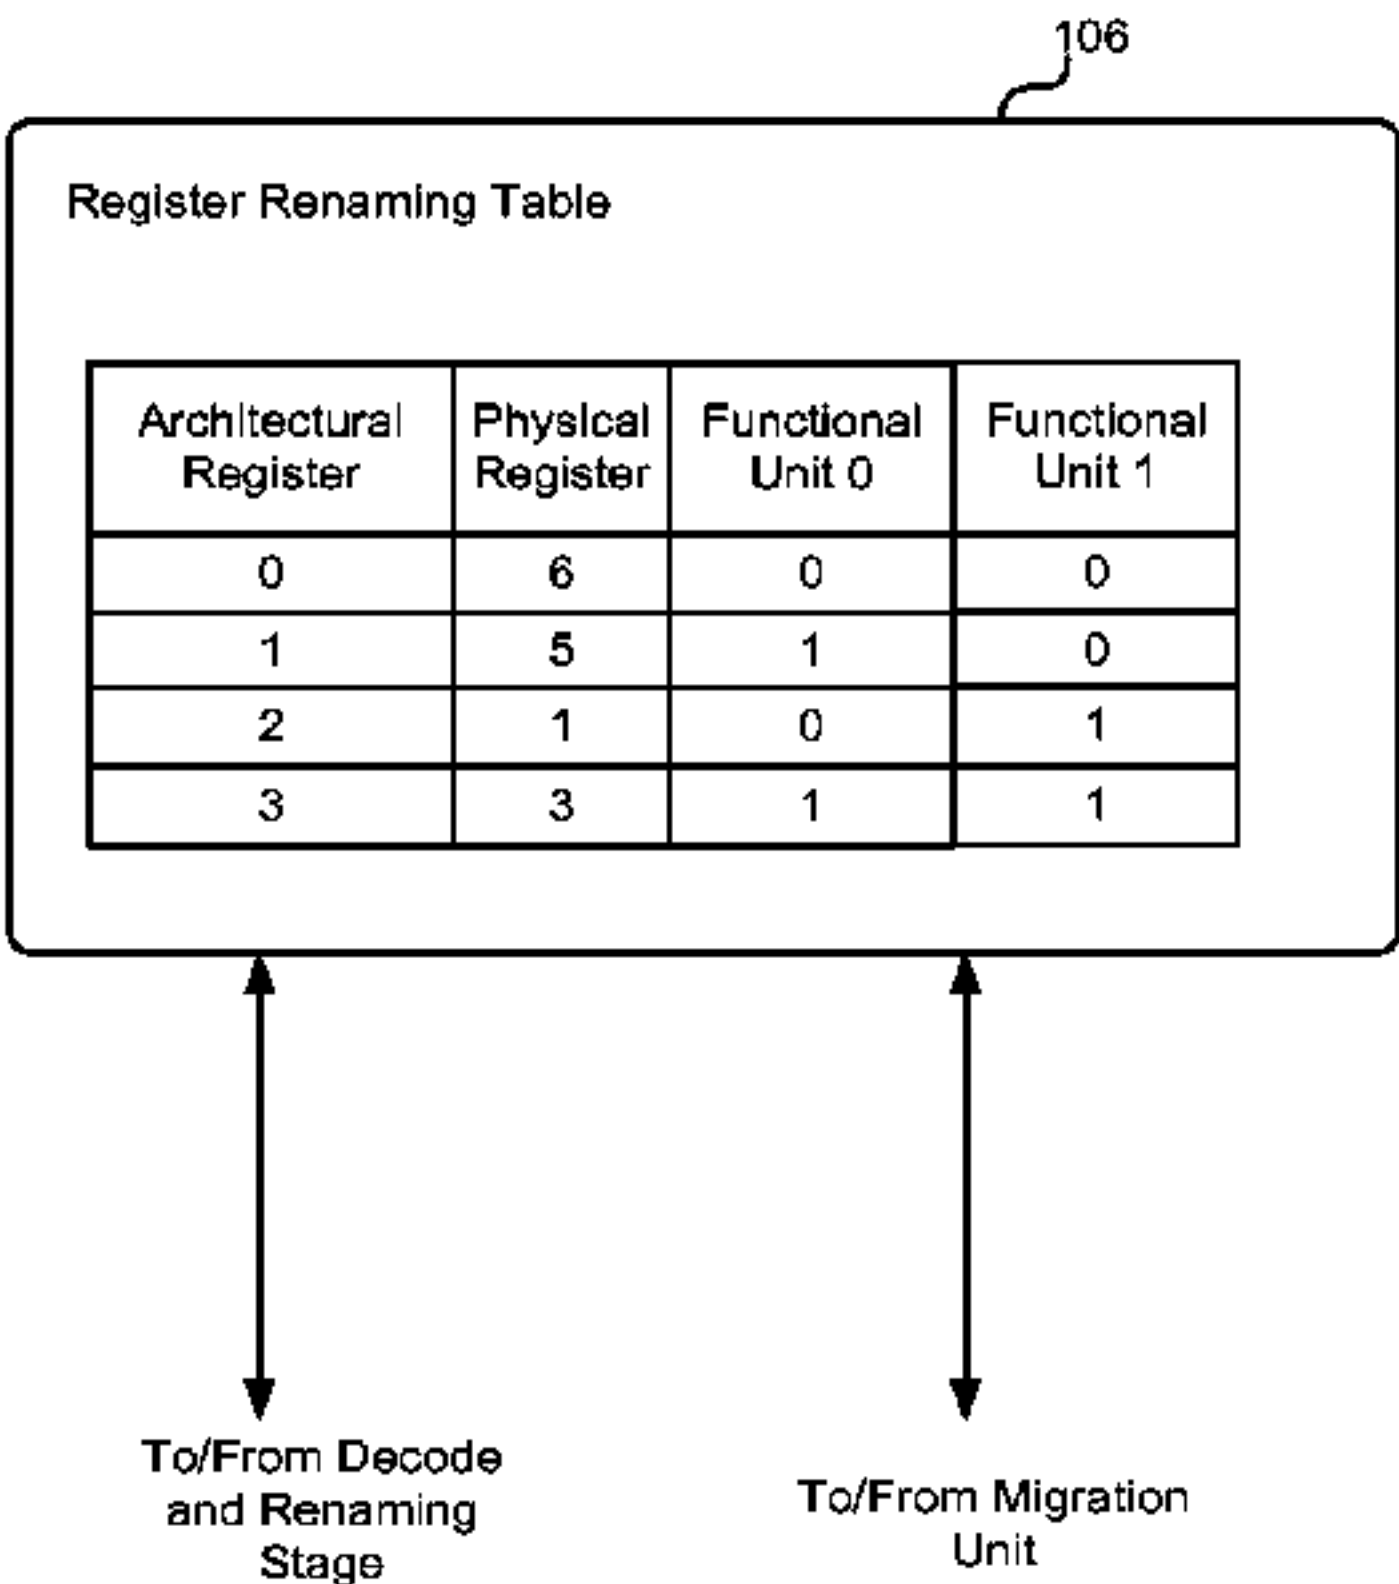 106
Register Renaming Table
Architectural Register
Physical Register
Functional Unit 0
Functional Unit 1
0 6 0 0
1 5 1 0
2 1 0 1
3 3 1 1
To/From Decode
and Renaming
Stage
To/From Migration
Unit